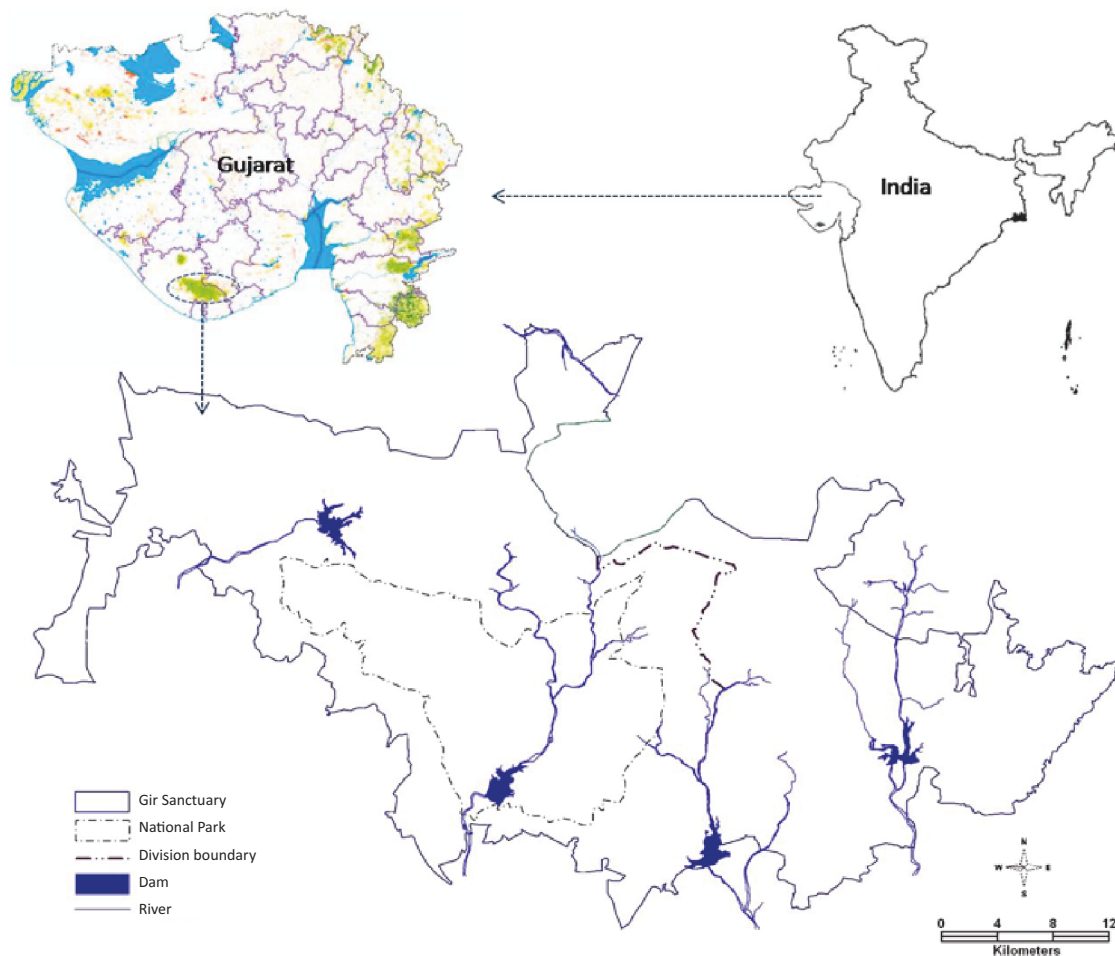 Gujarat
India
Gir Sanctuary
National Park
Division boundary
Dam
River
N
W E
S
0 4 8 12
Kilometers